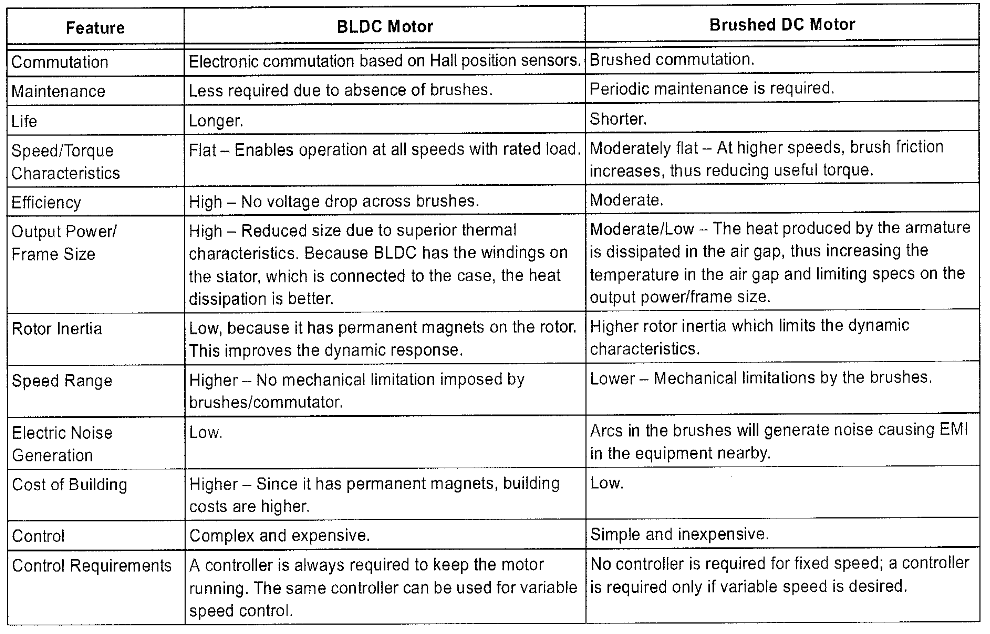 Feature BLDC Motor Brushed DC Motor
Commutation Electronic commutation based on Hall position sensors. Brushed commutation.
Maintenance Less required due to absence of brushes. Periodic maintenance is required.
Life Longer. Shorter.
Speed/Torque Flat – Enables operation at all speeds with rated load. Moderately flat – At higher speeds, brush friction
Characteristics increases, thus reducing useful torque.
Efficiency High – No voltage drop across brushes. Moderate.
Output Power/ High – Reduced size due to superior thermal Moderate/Low – The heat produced by the armature
Frame Size characteristics. Because BLDC has the windings on is dissipated in the air gap, thus increasing the
the stator, which is connected to the case, the heat temperature in the air gap and limiting specs on the
dissipation is better. output power/frame size.
Rotor Inertia Low, because it has permanent magnets on the rotor. Higher rotor inertia which limits the dynamic
This improves the dynamic response. characteristics.
Speed Range Higher – No mechanical limitation imposed by Lower – Mechanical limitations by the brushes.
brushes/commutator.
Electric Noise Low. Arcs in the brushes will generate noise causing EMI
Generation in the equipment nearby.
Cost of Building Higher – Since it has permanent magnets, building Low.
costs are higher.
Control Complex and expensive. Simple and inexpensive.
Control Requirements A controller is always required to keep the motor No controller is required for fixed speed; a controller
running. The same controller can be used for variable is required only if variable speed is desired.
speed control.